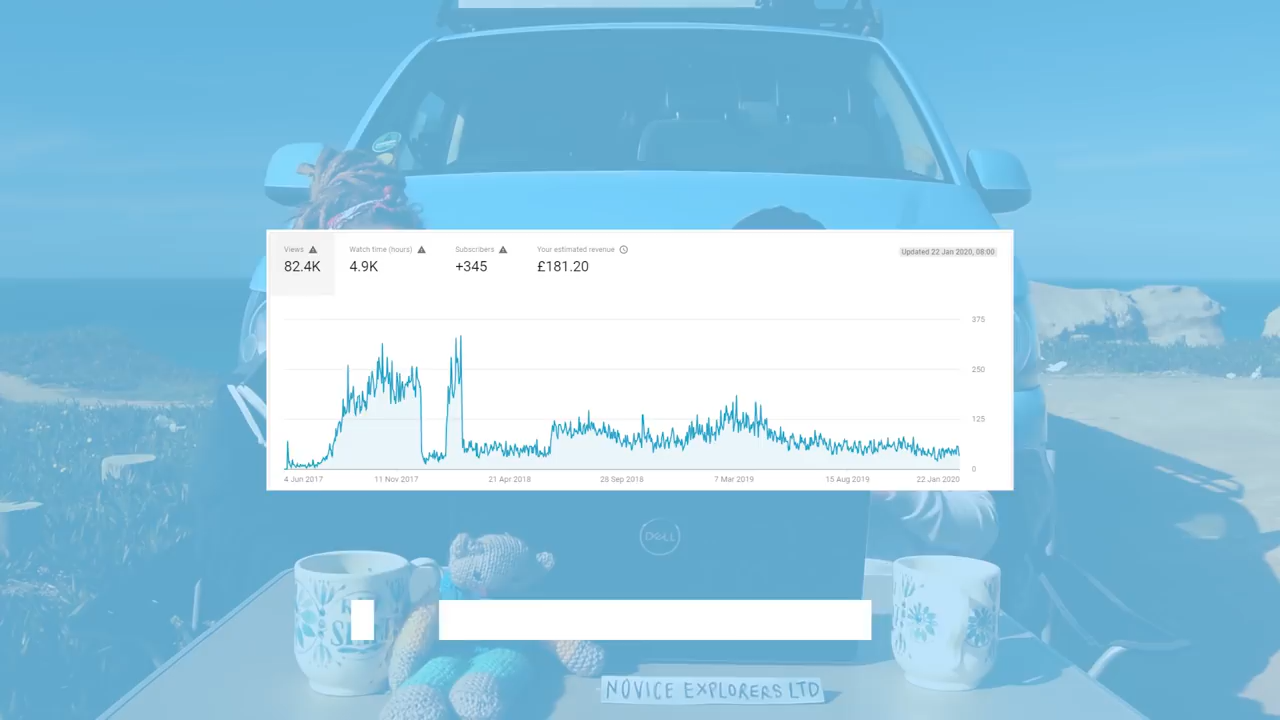 Views
Watch time (hours)
Subscribers
Your estimated revenue
Updated 22 Jan 2020, 08:00
82.4K
4.9K
+345
£181.20
375
250
125
0
4 Jun 2017
11 Nov 2017
21 Apr 2018
28 Sep 2018
7 Mar 2019
15 Aug 2019
22 Jan 2020
DELL
NOVICE EXPLORERS LTD